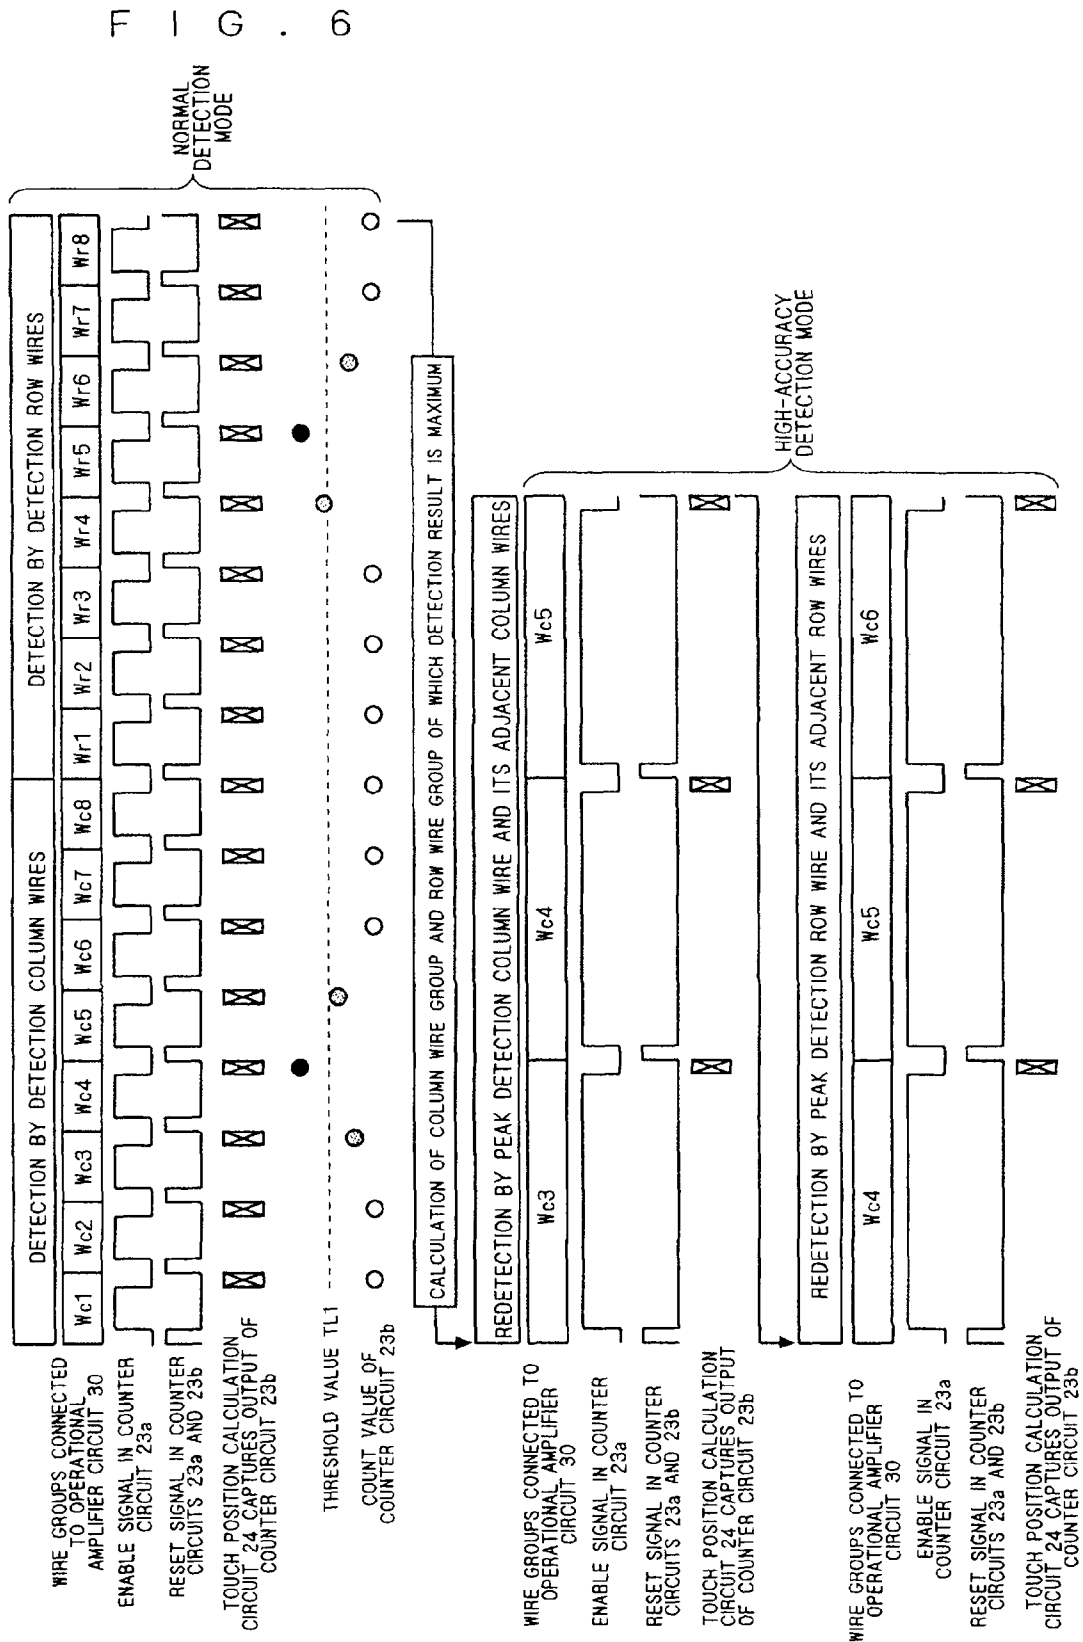 FIG. 6
NORMAL
DETECTION
MODE
DETECTION BY DETECTION COLUMN WIRES
DETECTION BY DETECTION ROW WIRES
WIRE GROUPS CONNECTED
TO OPERATIONAL
AMPLIFIER CIRCUIT 30
Wc1
Wc2
Wc3
Wc4
Wc5
Wc6
Wc7
Wc8
Wr1
Wr2
Wr3
Wr4
Wr5
Wr6
Wr7
Wr8
ENABLE SIGNAL IN COUNTER
CIRCUIT 23a
RESET SIGNAL IN COUNTER
CIRCUITS 23a AND 23b
TOUCH POSITION CALCULATION
CIRCUIT 24 CAPTURES OUTPUT OF
COUNTER CIRCUIT 23b
THRESHOLD VALUE TL1
COUNT VALUE OF
COUNTER CIRCUIT 23b
CALCULATION OF COLUMN WIRE GROUP AND ROW WIRE GROUP OF WHICH DETECTION RESULT IS MAXIMUM
HIGH-ACCURACY
DETECTION MODE
REDETECTION BY PEAK DETECTION COLUMN WIRE AND ITS ADJACENT COLUMN WIRES
WIRE GROUPS CONNECTED TO
OPERATIONAL AMPLIFIER
CIRCUIT 30
Wc3
Wc4
Wc5
ENABLE SIGNAL IN COUNTER
CIRCUIT 23a
RESET SIGNAL IN COUNTER
CIRCUITS 23a AND 23b
TOUCH POSITION CALCULATION
CIRCUIT 24 CAPTURES OUTPUT
OF COUNTER CIRCUIT OF 23b
REDETECTION BY PEAK DETECTION ROW WIRE AND ITS ADJACENT ROW WIRES
WIRE GROUPS CONNECTED TO
OPERATIONAL AMPLIFIER
CIRCUIT 30
Wc4
Wc5
Wc6
ENABLE SIGNAL IN
COUNTER CIRCUIT 23a
RESET SIGNAL IN COUNTER
CIRCUITS 23a AND 23b
TOUCH POSITION CALCULATION
CIRCUIT 24 CAPTURES OUTPUT OF
COUNTER CIRCUIT OF 23b